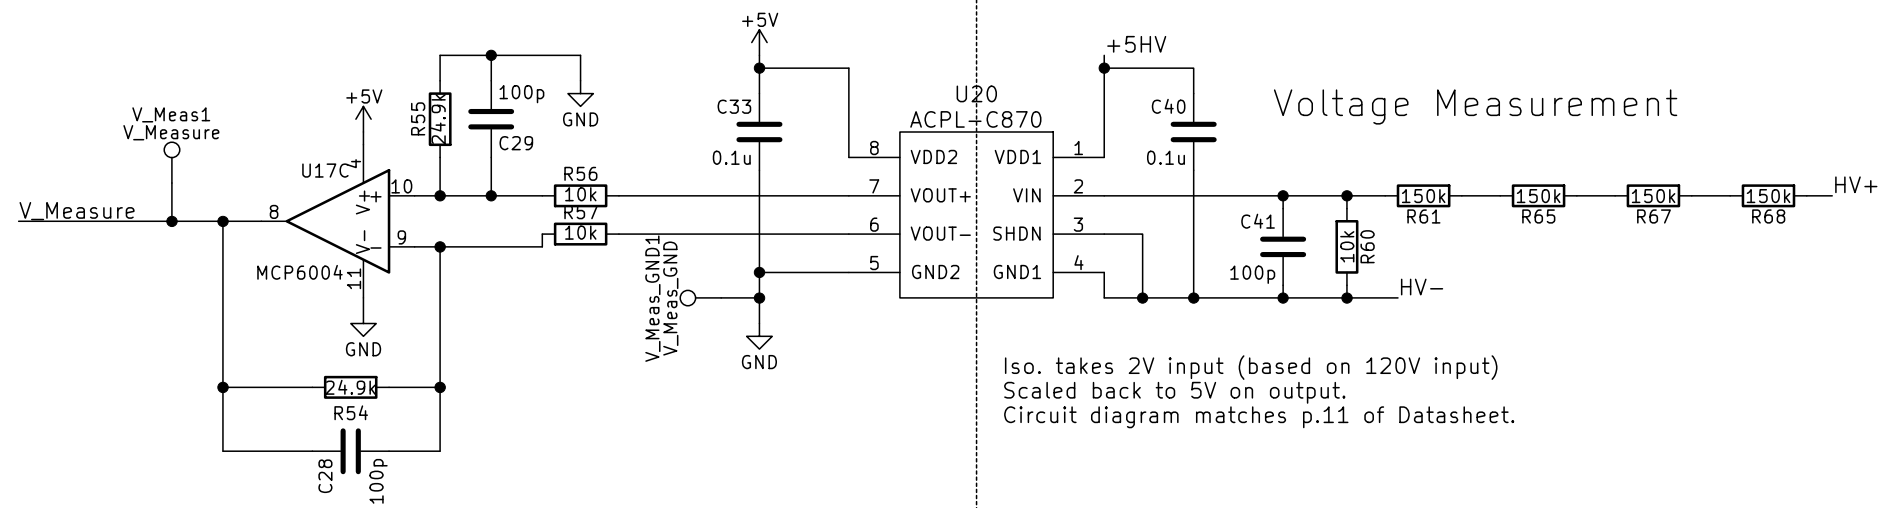 +5V
+5HV
U20
ACPL-C870
Voltage Measurement
C33
0.1u
C40
0.1u
8 VDD2 VDD1 1
7 VOUT+ VIN 2
6 VOUT- SHDN 3
5 GND2 GND1 4
V_Meas1
V_Measure
+5V
R55
24.9k
100p
C29
GND
U17C
4
V+
+
10
V-
-
9
8
V_Measure
MCP6004
11
GND
R56
10k
R57
10k
V_Meas_GND1
V_Meas_GND
GND
C41
100p
10k
R60
150k
R61
150k
R65
150k
R67
150k
R68
HV+
HV-
24.9k
R54
C28
100p
Iso. takes 2V input (based on 120V input)
Scaled back to 5V on output.
Circuit diagram matches p.11 of Datasheet.